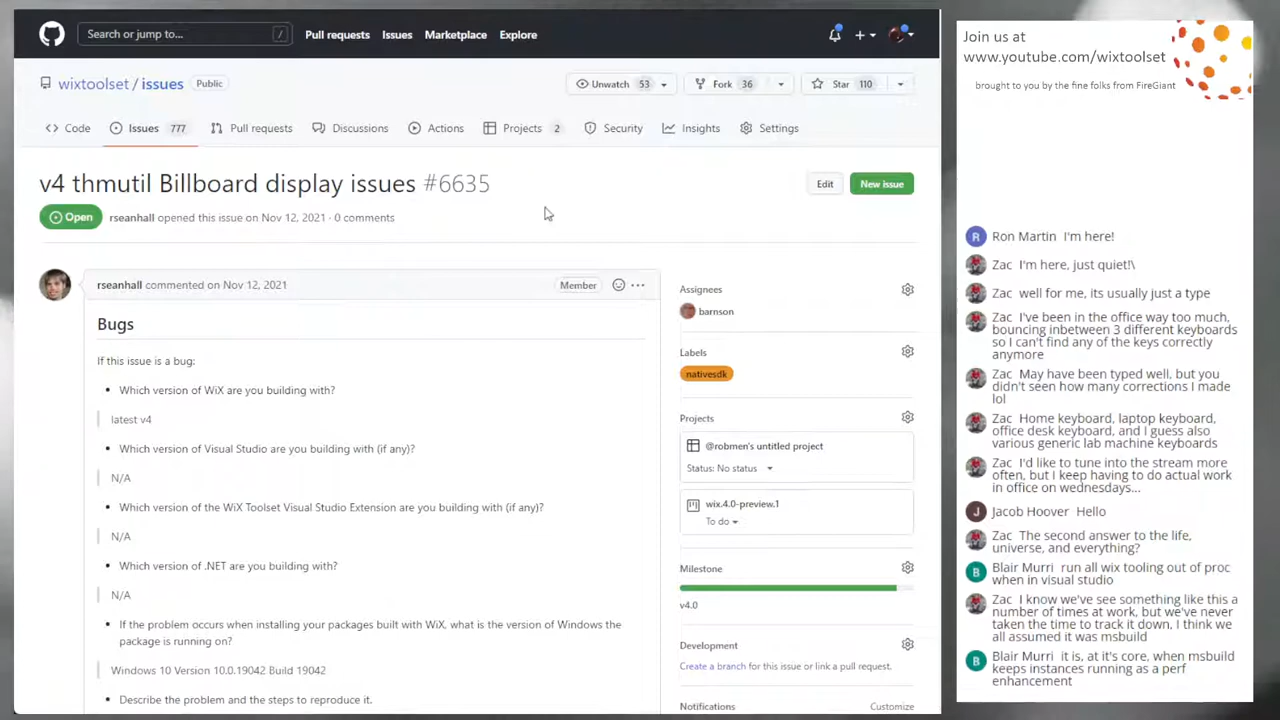 Search or jump to...
/
Pull requests
Issues
Marketplace
Explore
wixtoolset / issues
Public
Unwatch 53
Fork 36
Star 110
Code
Issues 777
Pull requests
Discussions
Actions
Projects 2
Security
Insights
Settings
v4 thmutil Billboard display issues #6635
Edit
New issue
Open
rseanhall opened this issue on Nov 12, 2021 · 0 comments
rseanhall commented on Nov 12, 2021
Member
Bugs
If this issue is a bug:
• Which version of WiX are you building with?
latest v4
• Which version of Visual Studio are you building with (if any)?
N/A
• Which version of the WiX Toolset Visual Studio Extension are you building with (if any)?
N/A
• Which version of .NET are you building with?
N/A
• If the problem occurs when installing your packages built with WiX, what is the version of Windows the
package is running on?
Windows 10 Version 10.0.19042 Build 19042
• Describe the problem and the steps to reproduce it.
Assignees
barnson
Labels
nativesdk
Projects
@robmen's untitled project
Status: No status
wix.4.0-preview.1
To do
Milestone
v4.0
Development
Create a branch for this issue or link a pull request.
Notifications
Customize
Join us at
www.youtube.com/wixtoolset
brought to you by the fine folks from FireGiant
R Ron Martin I'm here!
Zac I'm here, just quiet!\
Zac well for me, its usually just a type
Zac I've been in the office way too much,
bouncing inbetween 3 different keyboards
so I can't find any of the keys correctly
anymore
Zac May have been typed well, but you
didn't seen how many corrections I made
lol
Zac Home keyboard, laptop keyboard,
office desk keyboard, and I guess also
various generic lab machine keyboards
Zac I'd like to tune into the stream more
often, but I keep having to do actual work
in office on wednesdays...
J Jacob Hoover Hello
Zac The second answer to the life,
universe, and everything?
B Blair Murri run all wix tooling out of proc
when in visual studio
Zac I know we've see something like this a
number of times at work, but we've never
taken the time to track it down, I think we
all assumed it was msbuild
B Blair Murri it is, at it's core, when msbuild
keeps instances running as a perf
enhancement